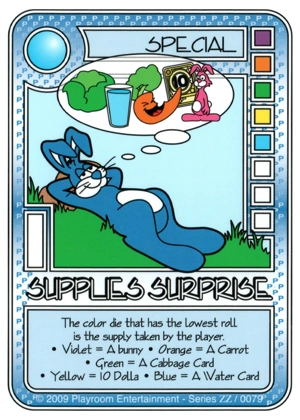 SPECIAL
10
SUPPLIES SURPRISE
The color die that has the lowest roll
is the supply taken by the player.
• Violet = A bunny • Orange = A Carrot
• Green = A Cabbage Card
• Yellow = 10 Dolla • Blue = A Water Card
© 2009 Playroom Entertainment - Series ZZ / 0079